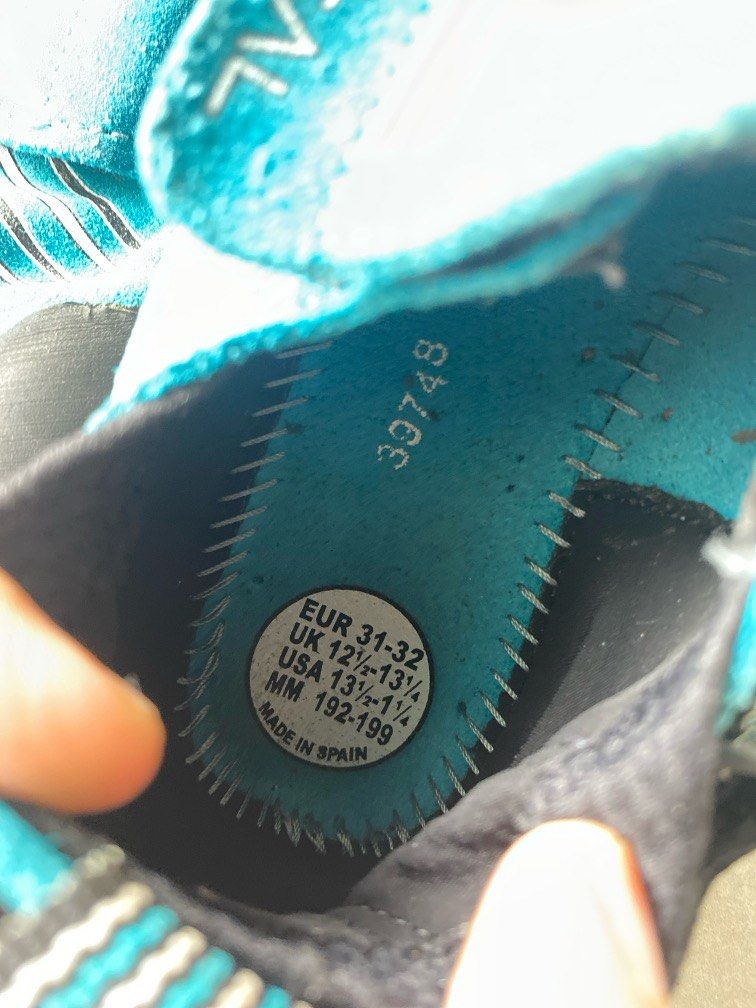 39748
EUR 31-32
UK 12½-13¼
USA 13½-1¼
MM 192-199
MADE IN SPAIN